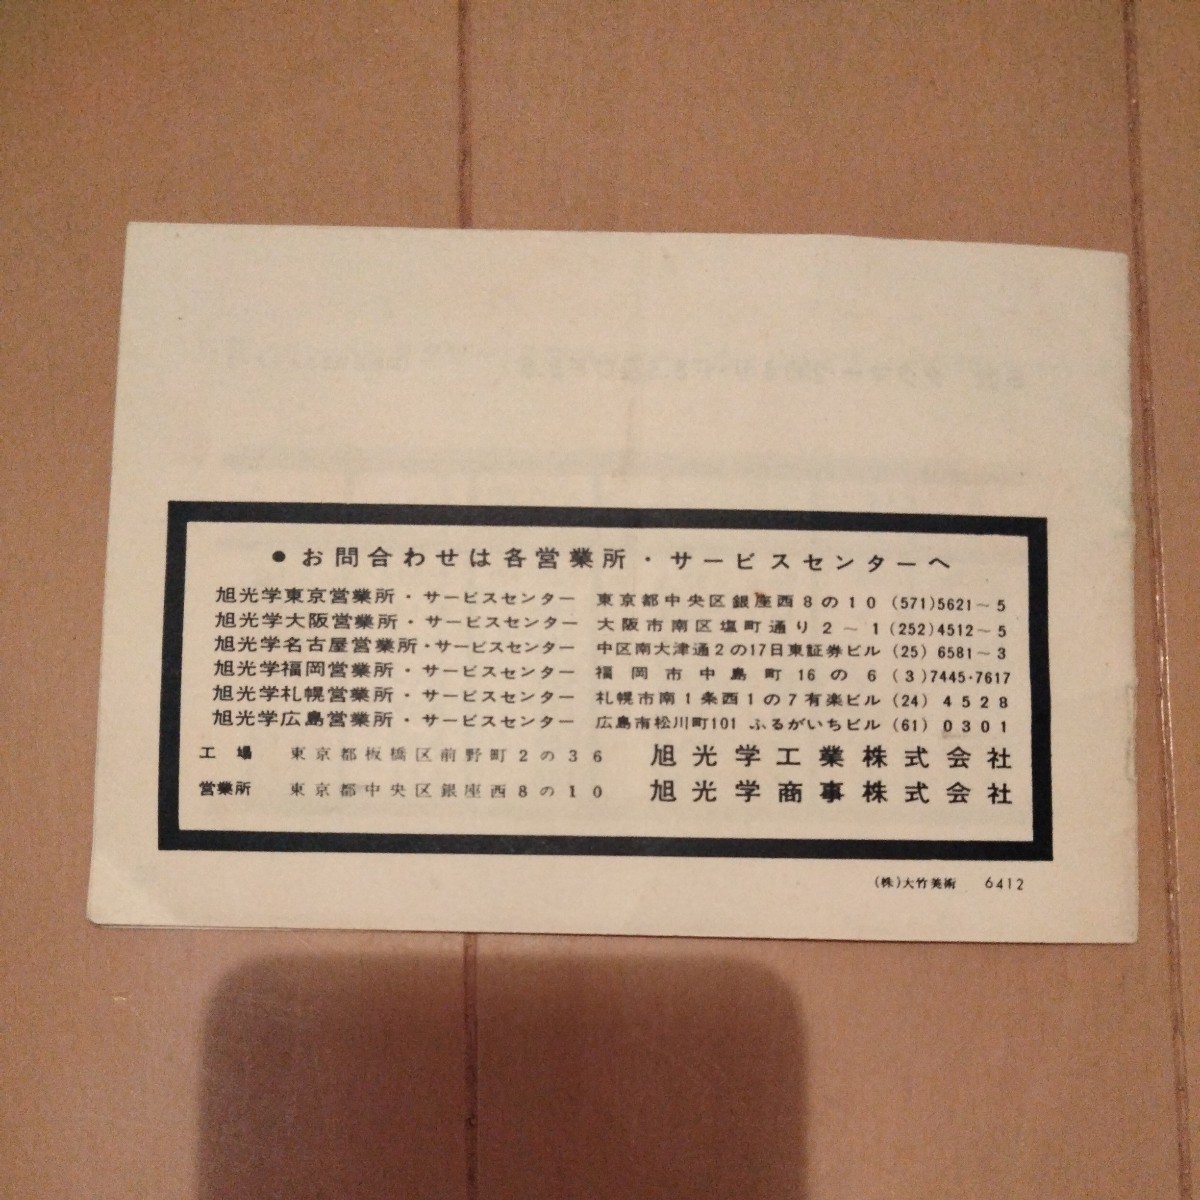 ●お問合わせは各営業所・サービスセンターへ
旭光学東京営業所・サービスセンター 東京都中央区銀座西8の10 (571)5621～5
旭光学大阪営業所・サービスセンター 大阪市南区塩町通り2～1 (252)4512～5
旭光学名古屋営業所・サービスセンター 中区南大津通2の17日東証券ビル (25)6581～3
旭光学福岡営業所・サービスセンター 福岡市中島町16の6 (3)7445・7617
旭光学札幌営業所・サービスセンター 札幌市南1条西1の7有楽ビル (24)4528
旭光学広島営業所・サービスセンター 広島市松川町101 ふるがいちビル (61)0301
工場 東京都板橋区前野町2の36 旭光学工業株式会社
営業所 東京都中央区銀座西8の10 旭光学商事株式会社
(株)大竹美術 6412